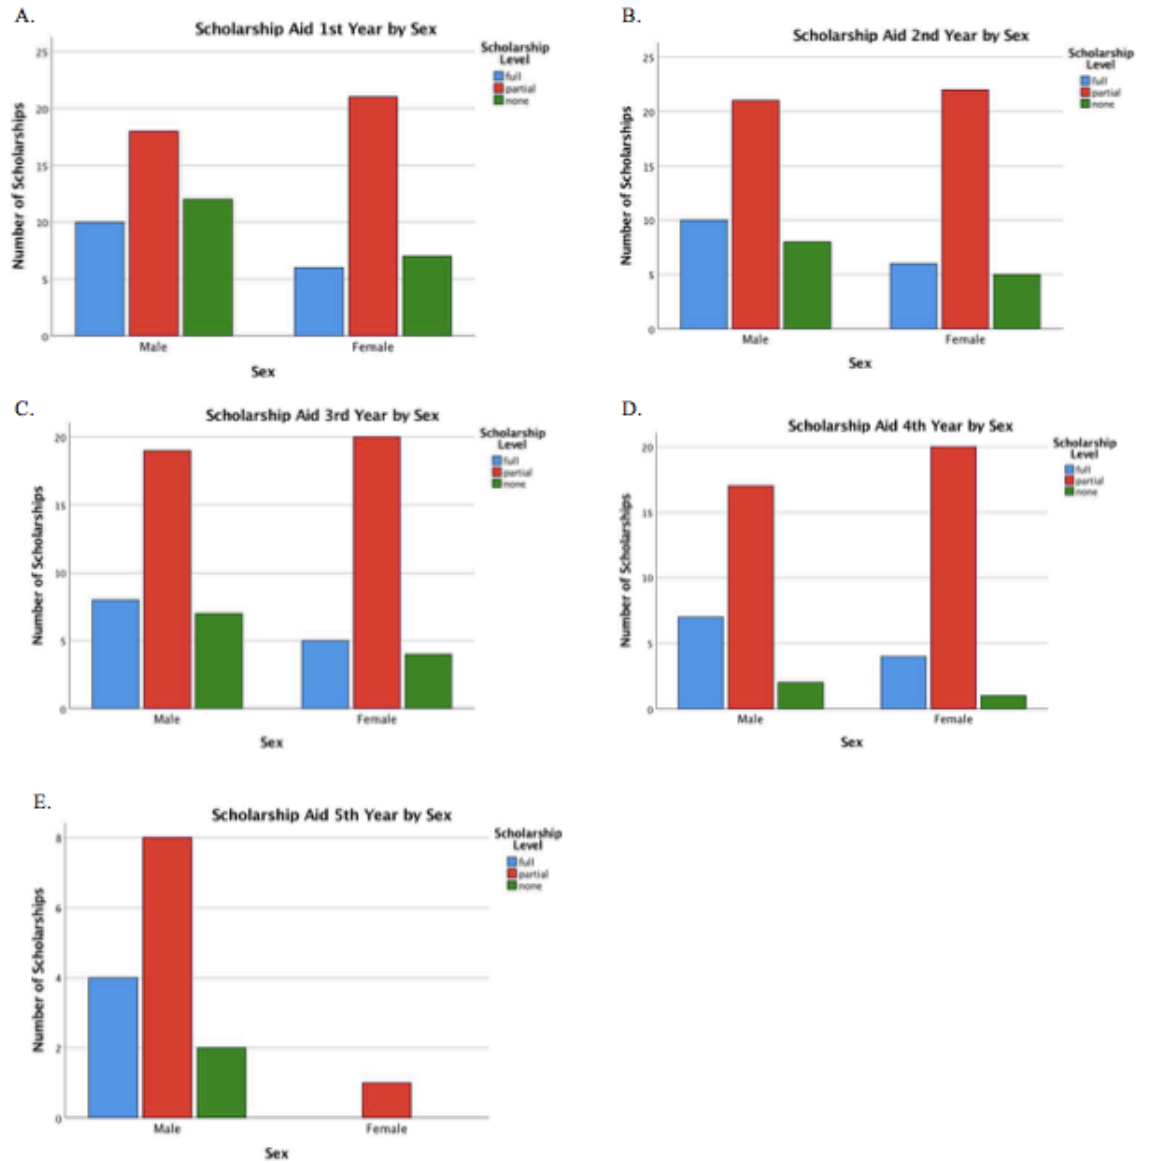 A.
Scholarship Aid 1st Year by Sex
Scholarship
Level
full
partial
none
Number of Scholarships
25
20
15
10
5
0
Male
Female
Sex
B.
Scholarship Aid 2nd Year by Sex
Scholarship
Level
full
partial
none
Number of Scholarships
25
20
15
10
5
0
Male
Female
Sex
C.
Scholarship Aid 3rd Year by Sex
Scholarship
Level
full
partial
none
Number of Scholarships
20
15
10
5
0
Male
Female
Sex
D.
Scholarship Aid 4th Year by Sex
Scholarship
Level
full
partial
none
Number of Scholarships
20
15
10
5
0
Male
Female
Sex
E.
Scholarship Aid 5th Year by Sex
Scholarship
Level
full
partial
none
Number of Scholarships
8
6
4
2
0
Male
Female
Sex